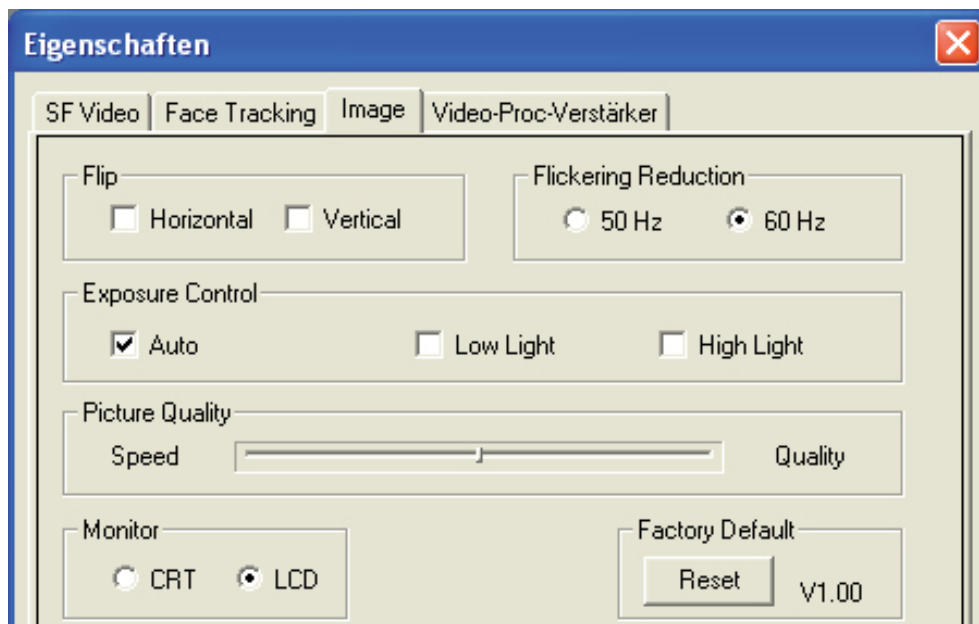 Eigenschaften
SF Video Face Tracking Image Video-Proc-Verstärker
Flip Flickering Reduction
Horizontal Vertical 50 Hz 60 Hz
Exposure Control
Auto Low Light High Light
Picture Quality
Speed Quality
Monitor Factory Default
CRT LCD Reset V1.00